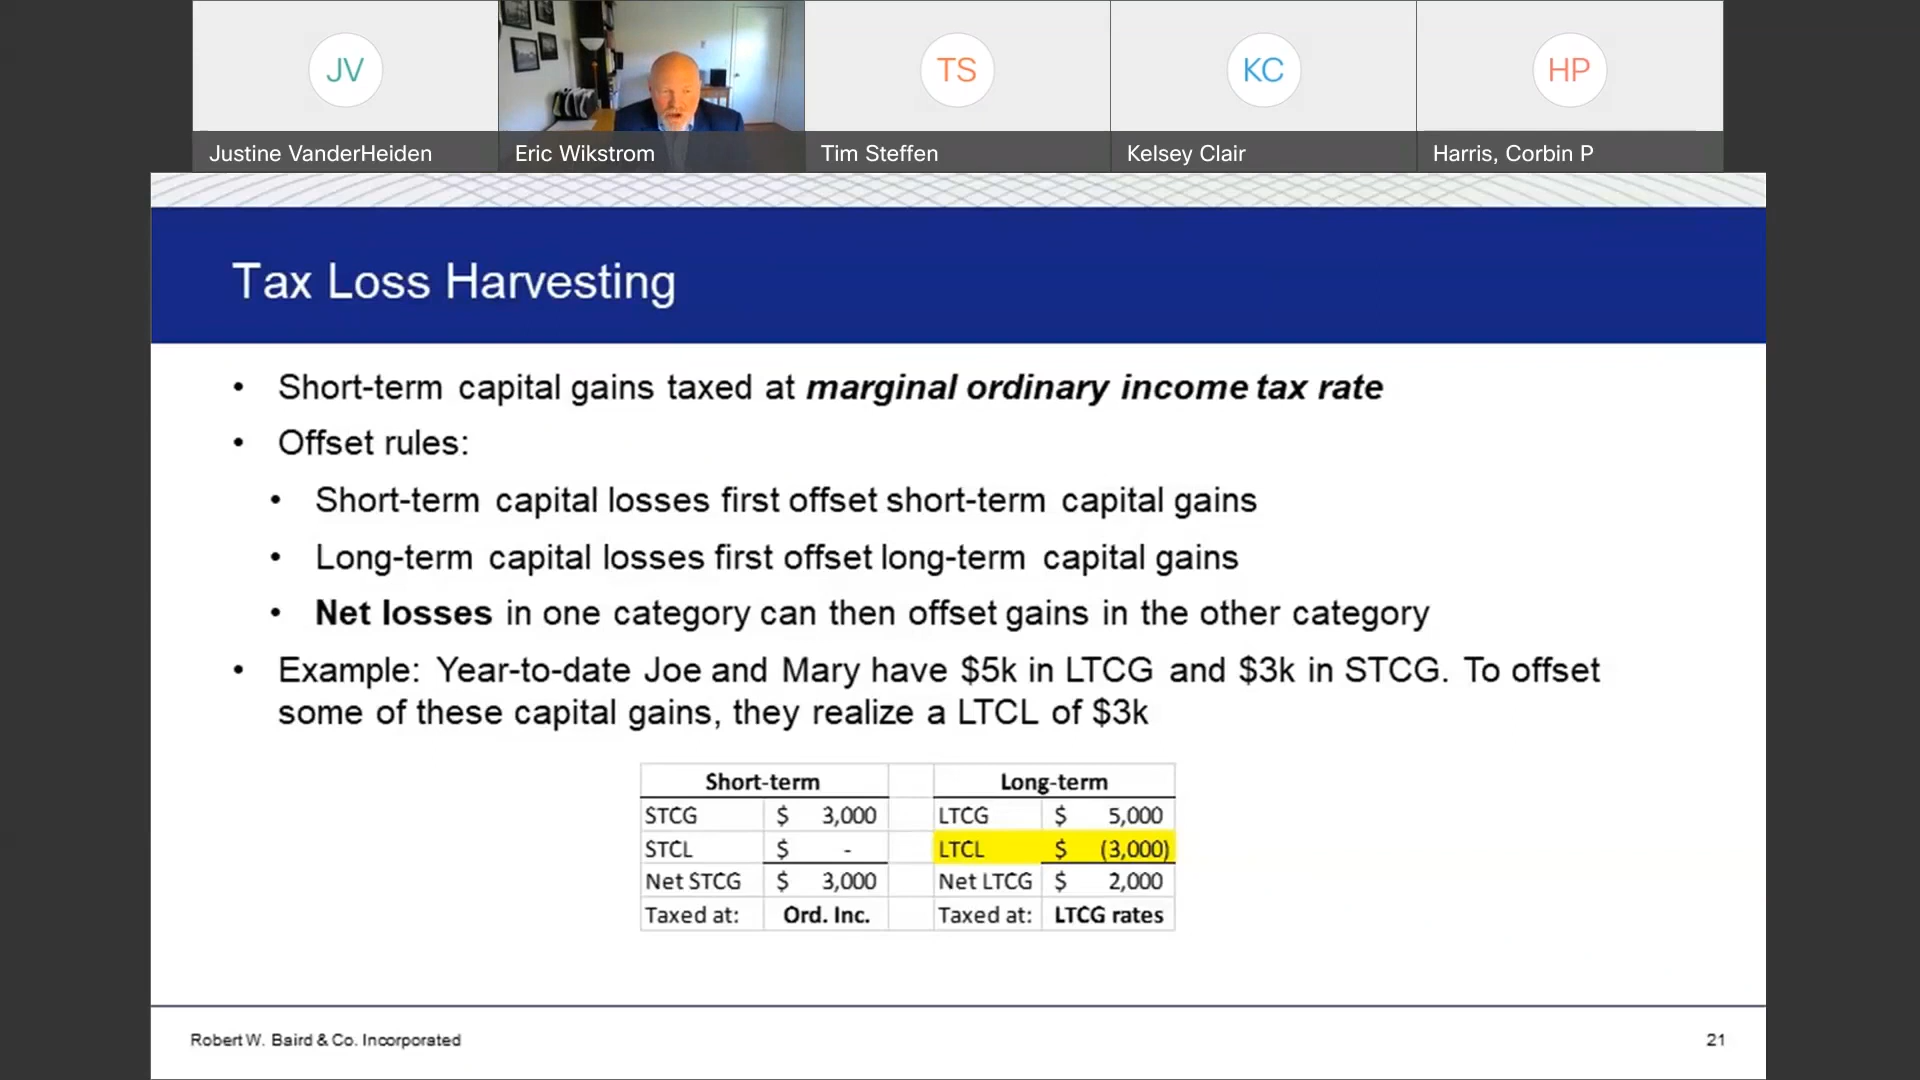 JV
TS
KC
HP
Justine VanderHeiden
Eric Wikstrom
Tim Steffen
Kelsey Clair
Harris, Corbin P
Tax Loss Harvesting
• Short-term capital gains taxed at marginal ordinary income tax rate
• Offset rules:
• Short-term capital losses first offset short-term capital gains
• Long-term capital losses first offset long-term capital gains
• Net losses in one category can then offset gains in the other category
• Example: Year-to-date Joe and Mary have $5k in LTCG and $3k in STCG. To offset
some of these capital gains, they realize a LTCL of $3k
Short-term Long-term
STCG $ 3,000 LTCG $ 5,000
STCL $ - LTCL $ (3,000)
Net STCG $ 3,000 Net LTCG $ 2,000
Taxed at: Ord. Inc. Taxed at: LTCG rates
Robert W. Baird & Co. Incorporated
21